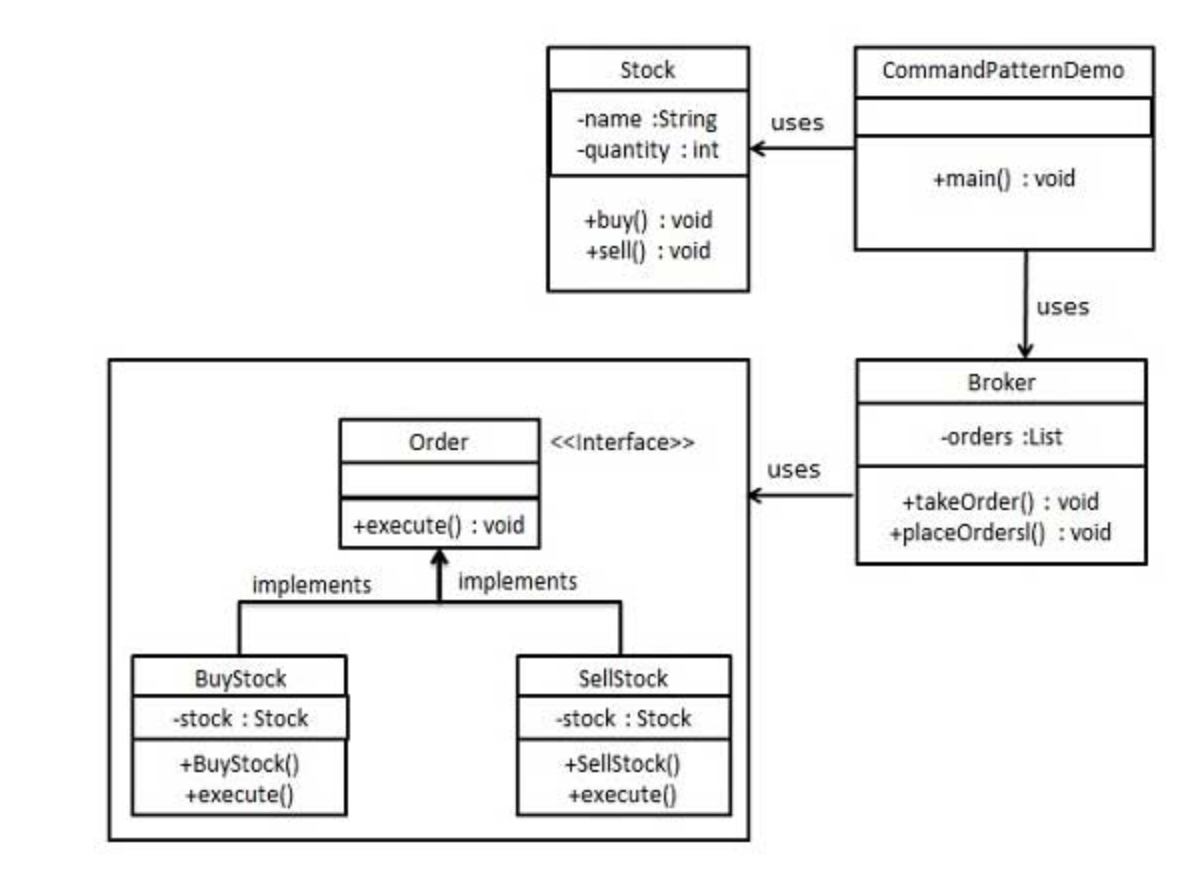 Stock
-name :String
-quantity : int
+buy() : void
+sell() : void
uses
CommandPatternDemo
+main() : void
uses
Broker
-orders :List
+takeOrder() : void
+placeOrdersl() : void
uses
Order
<<Interface>>
+execute() : void
implements
implements
BuyStock
-stock : Stock
+BuyStock()
+execute()
SellStock
-stock : Stock
+SellStock()
+execute()